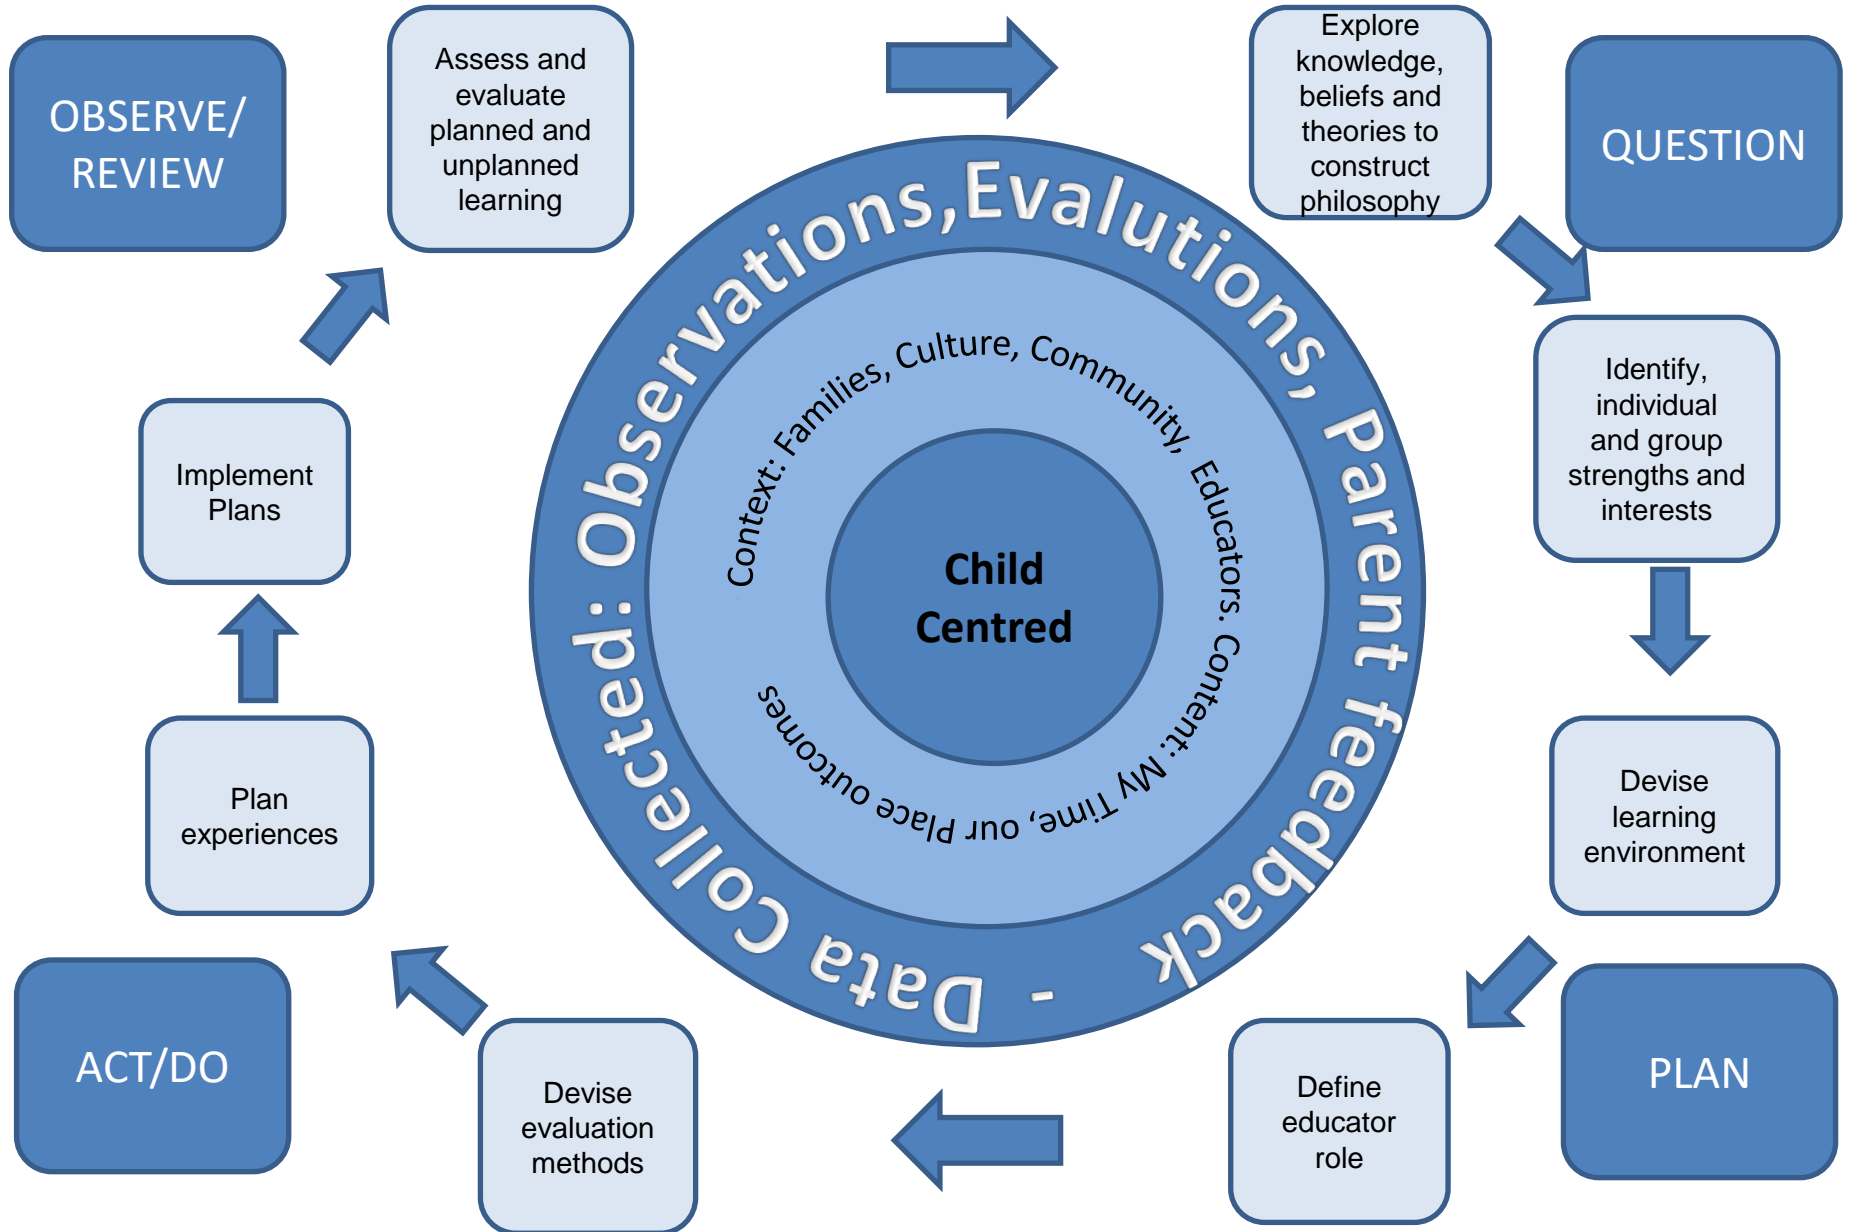 OBSERVE/
REVIEW
Assess and
evaluate
planned and
unplanned
learning
Explore
knowledge,
beliefs and
theories to
construct
philosophy
QUESTION
Identify,
individual
and group
strengths and
interests
Devise
learning
environment
PLAN
Define
educator
role
Devise
evaluation
methods
ACT/DO
Plan
experiences
Implement
Plans
Data Collected: Observations,Evalutions, Parent feedback -
Context: Families, Culture, Community, Educators. Content: My Time, our Place outcomes
Child
Centred